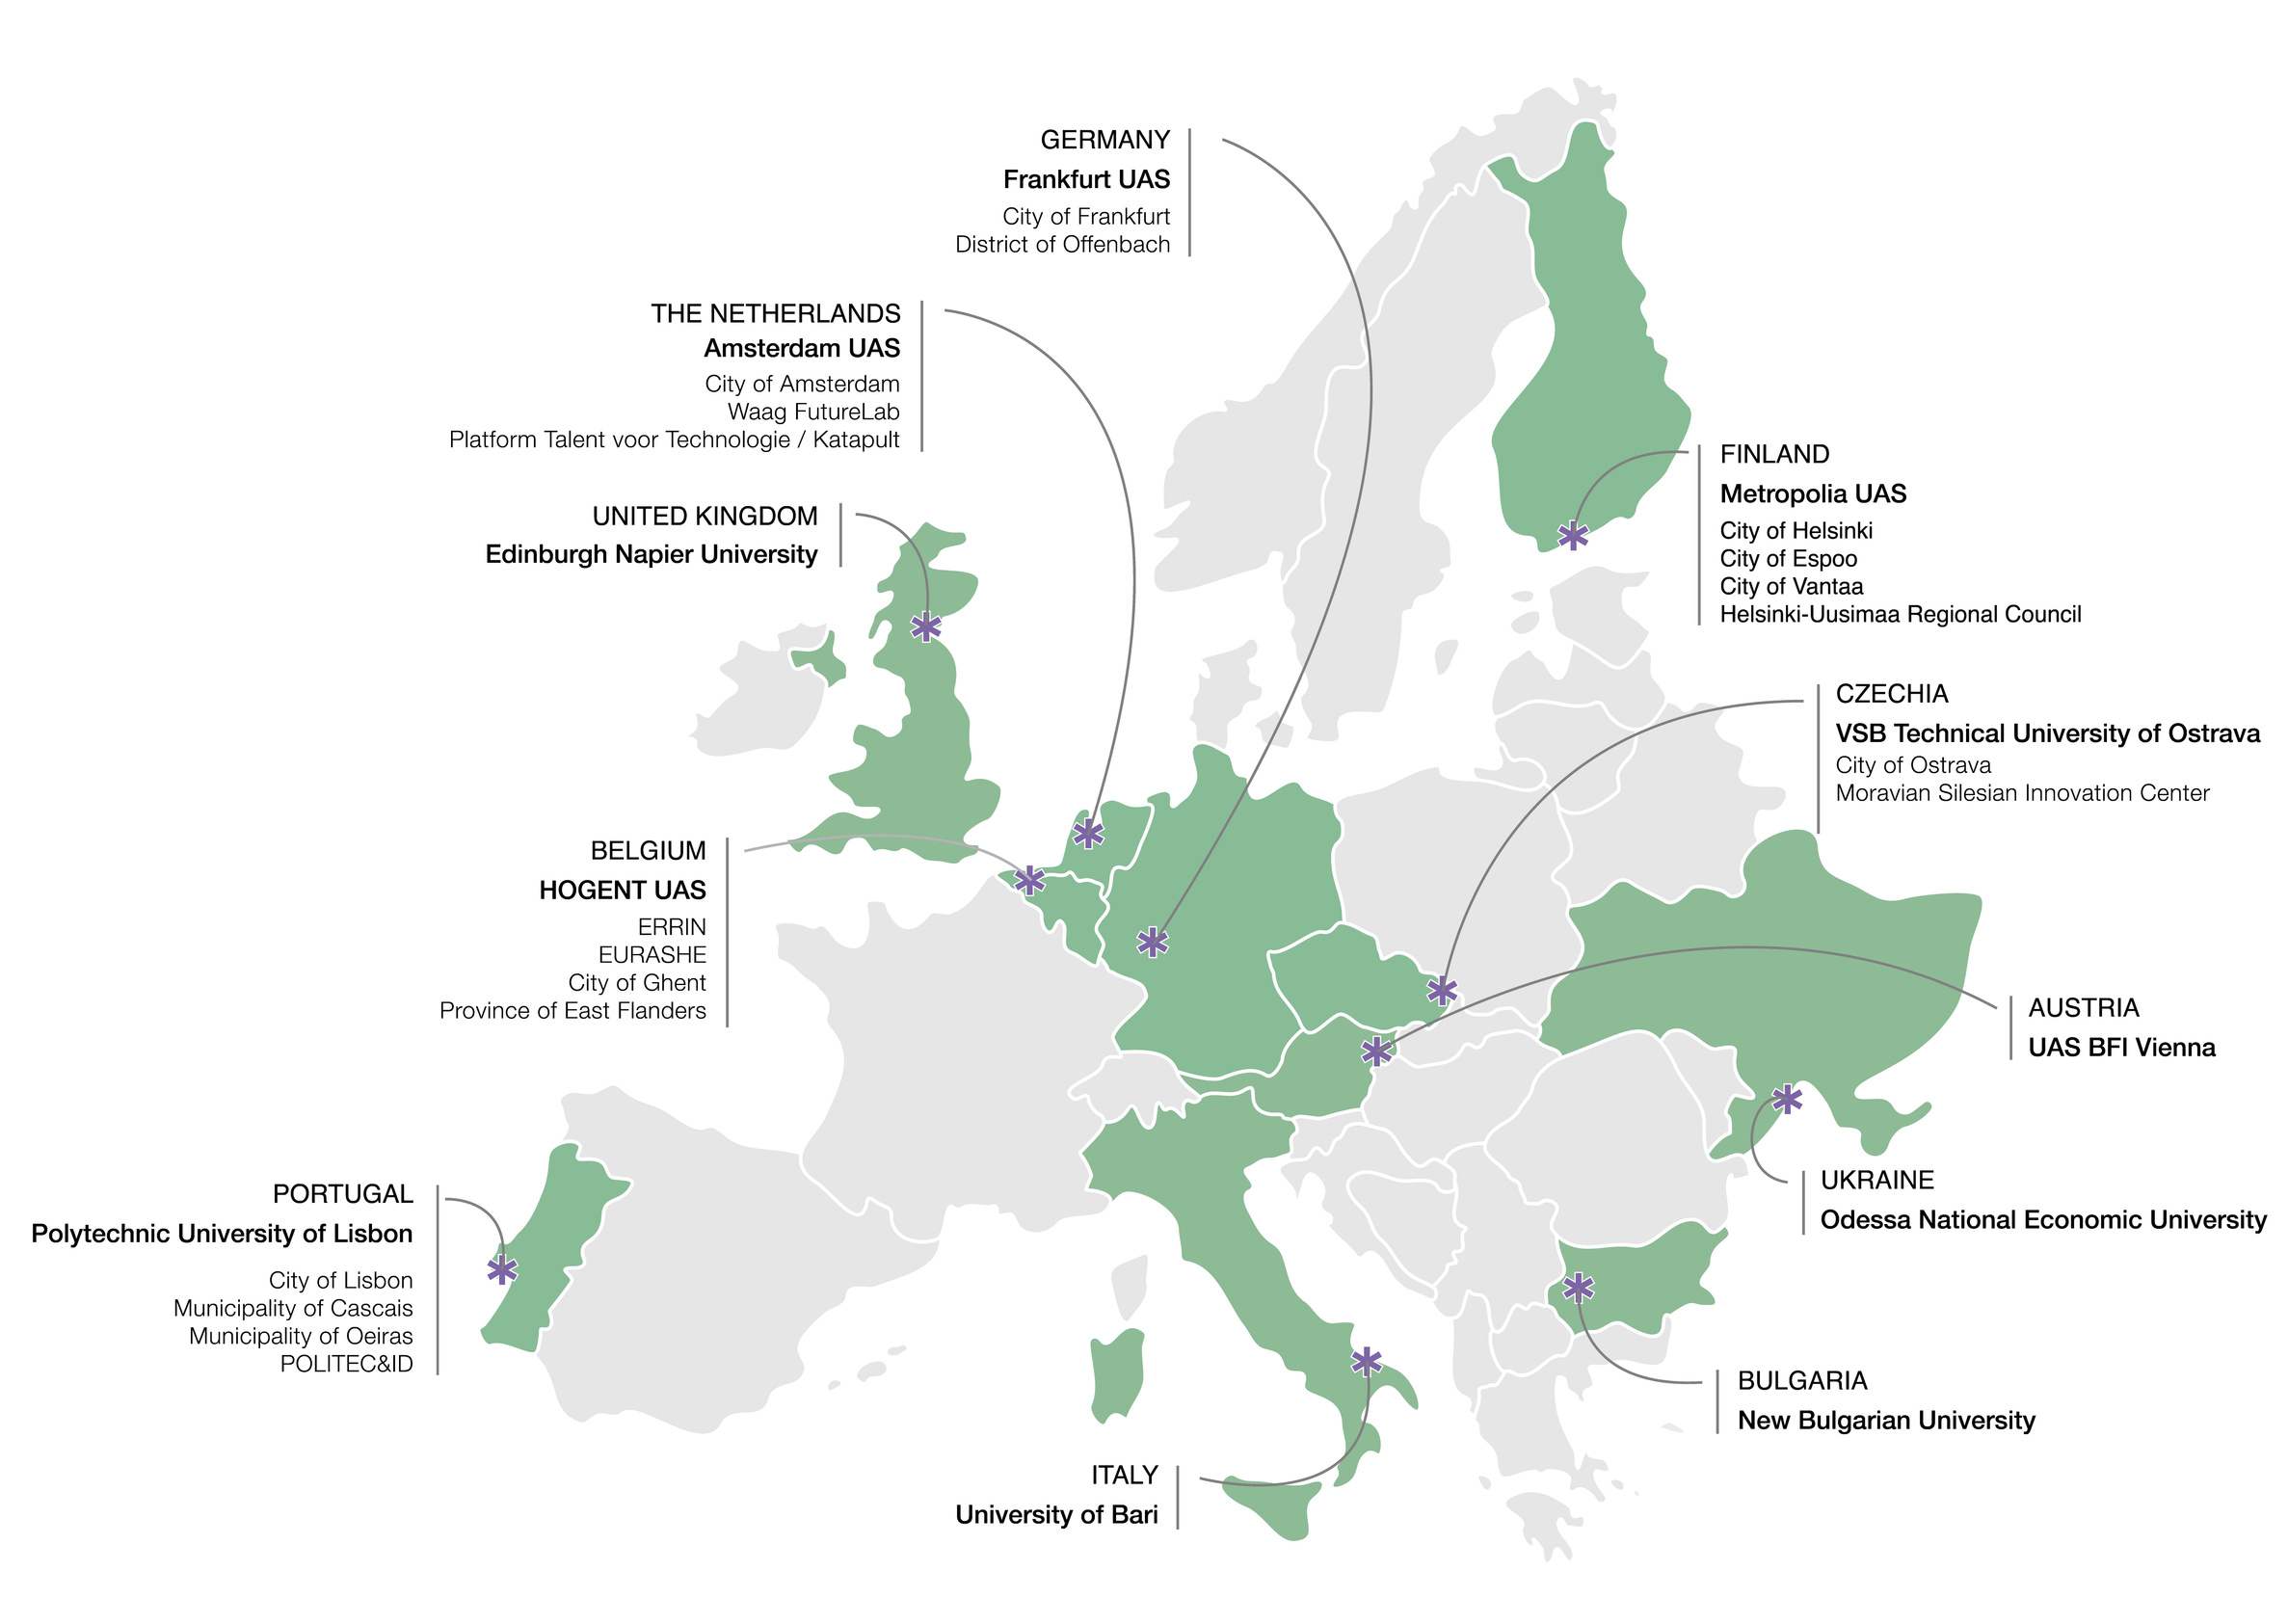 GERMANY
Frankfurt UAS
City of Frankfurt
District of Offenbach
THE NETHERLANDS
Amsterdam UAS
City of Amsterdam
Waag FutureLab
Platform Talent voor Technologie / Katapult
FINLAND
Metropolia UAS
City of Helsinki
City of Espoo
City of Vantaa
Helsinki-Uusimaa Regional Council
UNITED KINGDOM
Edinburgh Napier University
CZECHIA
VSB Technical University of Ostrava
City of Ostrava
Moravian Silesian Innovation Center
BELGIUM
HOGENT UAS
ERRIN
EURASHE
City of Ghent
Province of East Flanders
AUSTRIA
UAS BFI Vienna
PORTUGAL
Polytechnic University of Lisbon
City of Lisbon
Municipality of Cascais
Municipality of Oeiras
POLITEC&ID
UKRAINE
Odessa National Economic University
BULGARIA
New Bulgarian University
ITALY
University of Bari